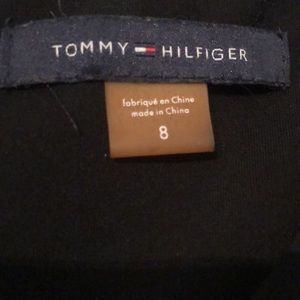 TOMMY HILFIGER
fabriqué en Chine
made in China
8